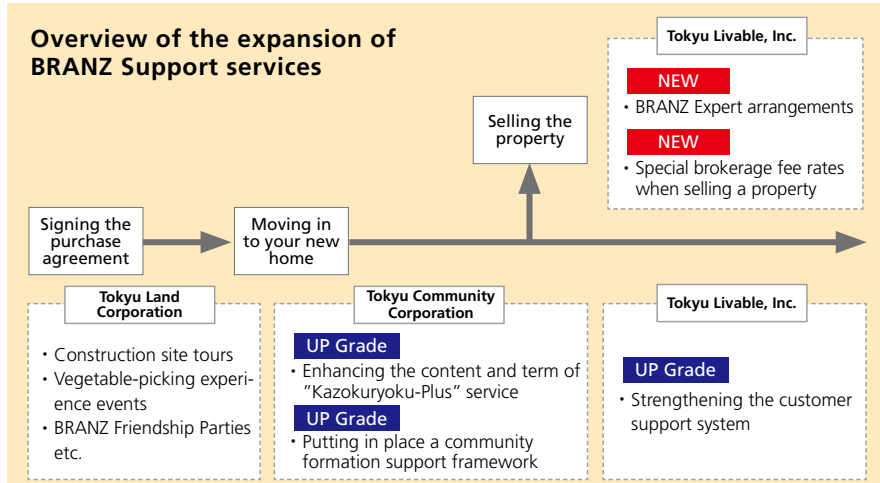 Overview of the expansion of
BRANZ Support services
Tokyu Livable, Inc.
NEW
・BRANZ Expert arrangements
NEW
・Special brokerage fee rates
when selling a property
Selling the
property
Signing the
purchase
agreement
Moving in
to your new
home
Tokyu Land
Corporation
・Construction site tours
・Vegetable-picking experi-
ence events
・BRANZ Friendship Parties
etc.
Tokyu Community
Corporation
UP Grade
・Enhancing the content and term of
”Kazokuryoku-Plus” service
UP Grade
・Putting in place a community
formation support framework
Tokyu Livable, Inc.
UP Grade
・Strengthening the customer
support system